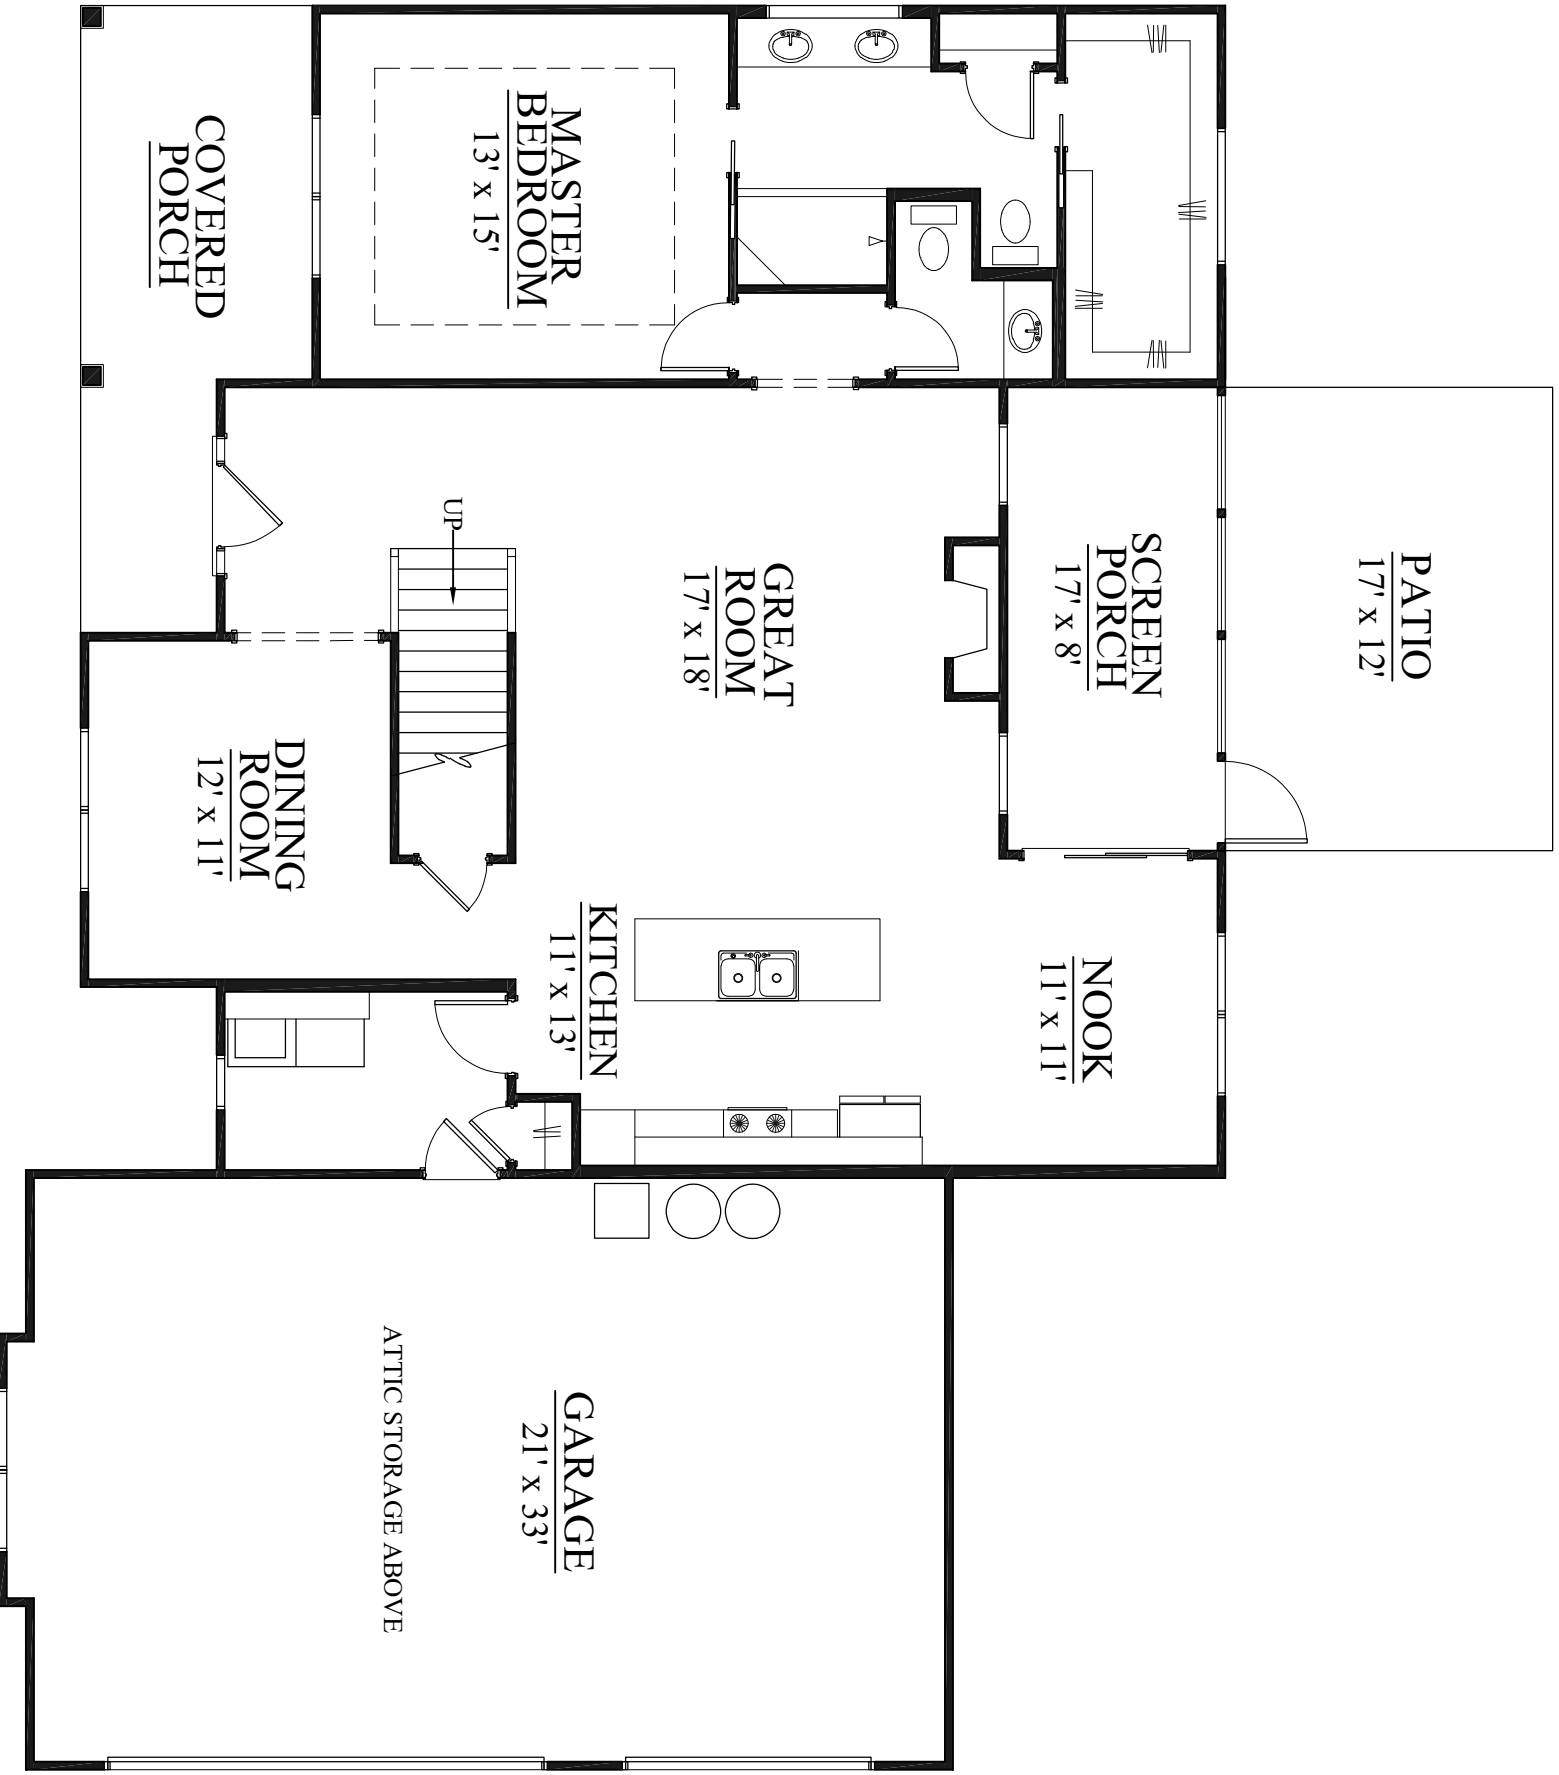 PATIO
17' x 12'
SCREEN
PORCH
17' x 8'
NOOK
11' x 11'
GREAT
ROOM
17' x 18'
KITCHEN
11' x 13'
MASTER
BEDROOM
13' x 15'
UP
DINING
ROOM
12' x 11'
COVERED
PORCH
GARAGE
21' x 33'
ATTIC STORAGE ABOVE